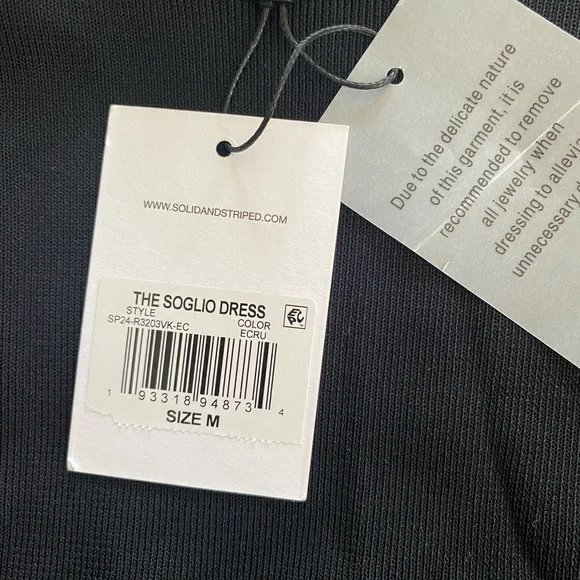 WWW.SOLIDANDSTRIPED.COM
THE SOGLIO DRESS
STYLE COLOR
SP24-R3203VK-EC ECRU
1 93318 94873 4
SIZE M
Due to the delicate nature
of this garment, it is
recommended to remove
all jewelry when
dressing to
unnecessary